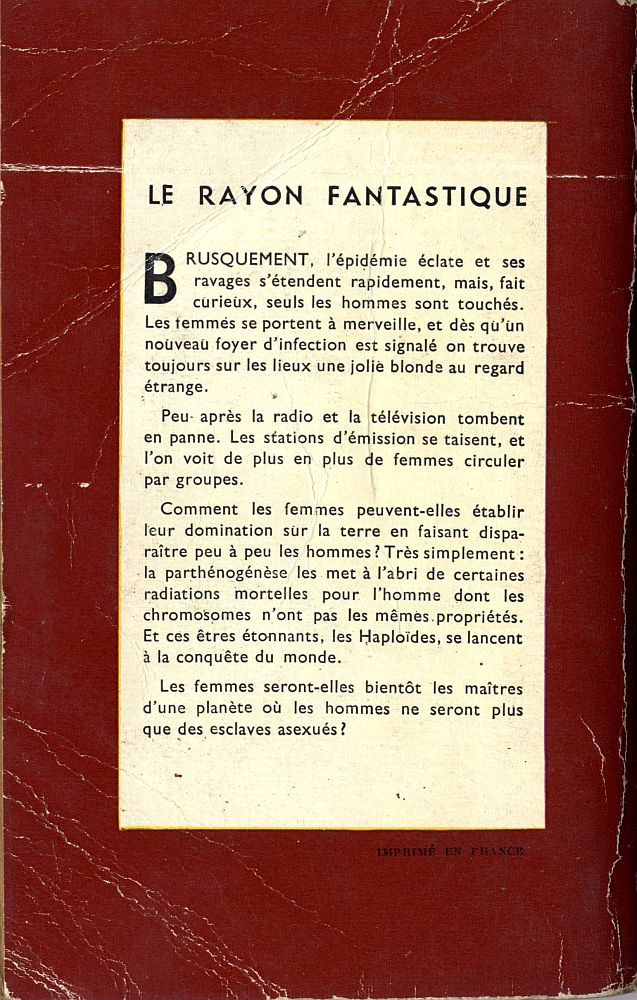 LE RAYON FANTASTIQUE
BRUSQUEMENT, l'épidémie éclate et ses
ravages s'étendent rapidement, mais, fait
curieux, seuls les hommes sont touchés.
Les femmes se portent à merveille, et dès qu'un
nouveau foyer d'infection est signalé on trouve
toujours sur les lieux une jolie blonde au regard
étrange.
Peu après la radio et la télévision tombent
en panne. Les stations d'émission se taisent, et
l'on voit de plus en plus de femmes circuler
par groupes.
Comment les femmes peuvent-elles établir
leur domination sur la terre en faisant dispa-
raître peu à peu les hommes ? Très simplement :
la parthénogénèse les met à l'abri de certaines
radiations mortelles pour l'homme dont les
chromosomes n'ont pas les mêmes propriétés.
Et ces êtres étonnants, les Haploïdes, se lancent
à la conquête du monde.
Les femmes seront-elles bientôt les maîtres
d'une planète où les hommes ne seront plus
que des esclaves asexués ?
IMPRIMÉ EN FRANCE